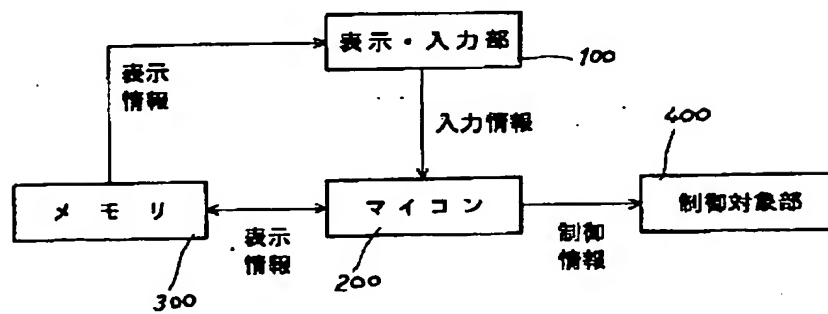 表示・入力部
100
表示
情報
入力情報
400
メモリ
マイコン
制御対象部
表示
情報
制御
情報
300
200